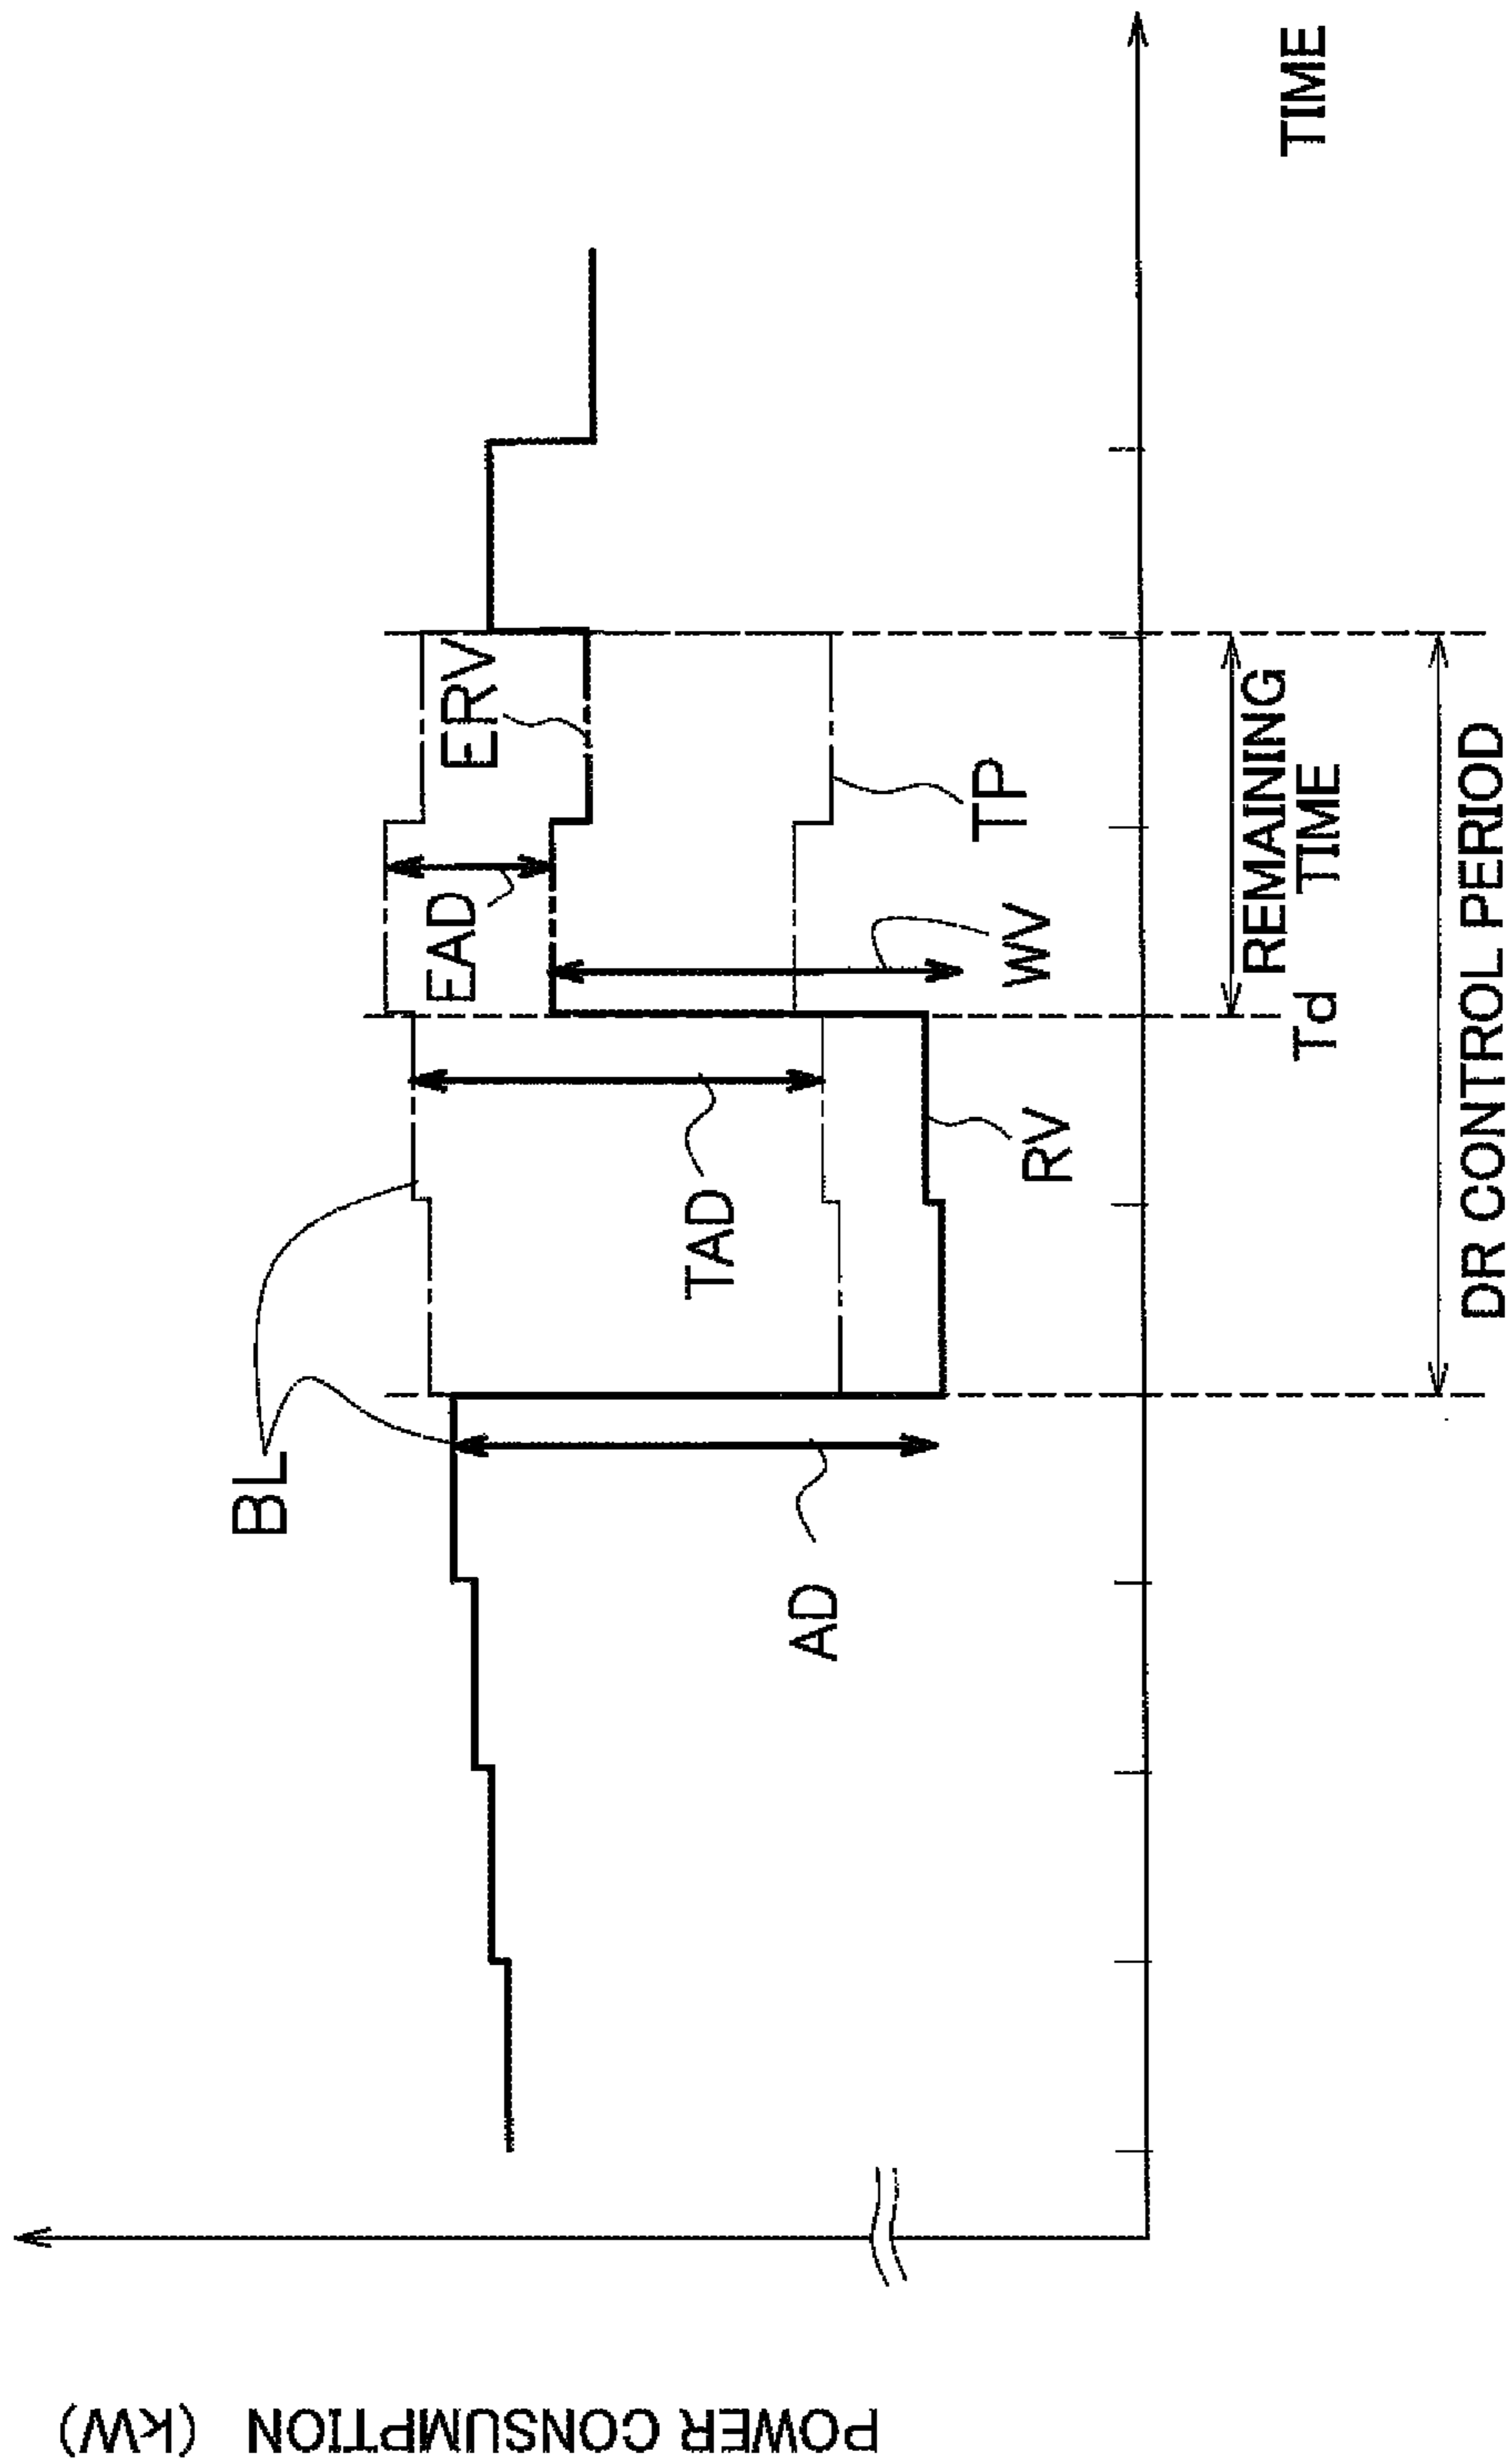 POWER CONSUMPTION (kW)
BL
AD
TAD
EAD
ERV
RV
WV
TP
Td
REMAINING
TIME
DR CONTROL PERIOD
TIME